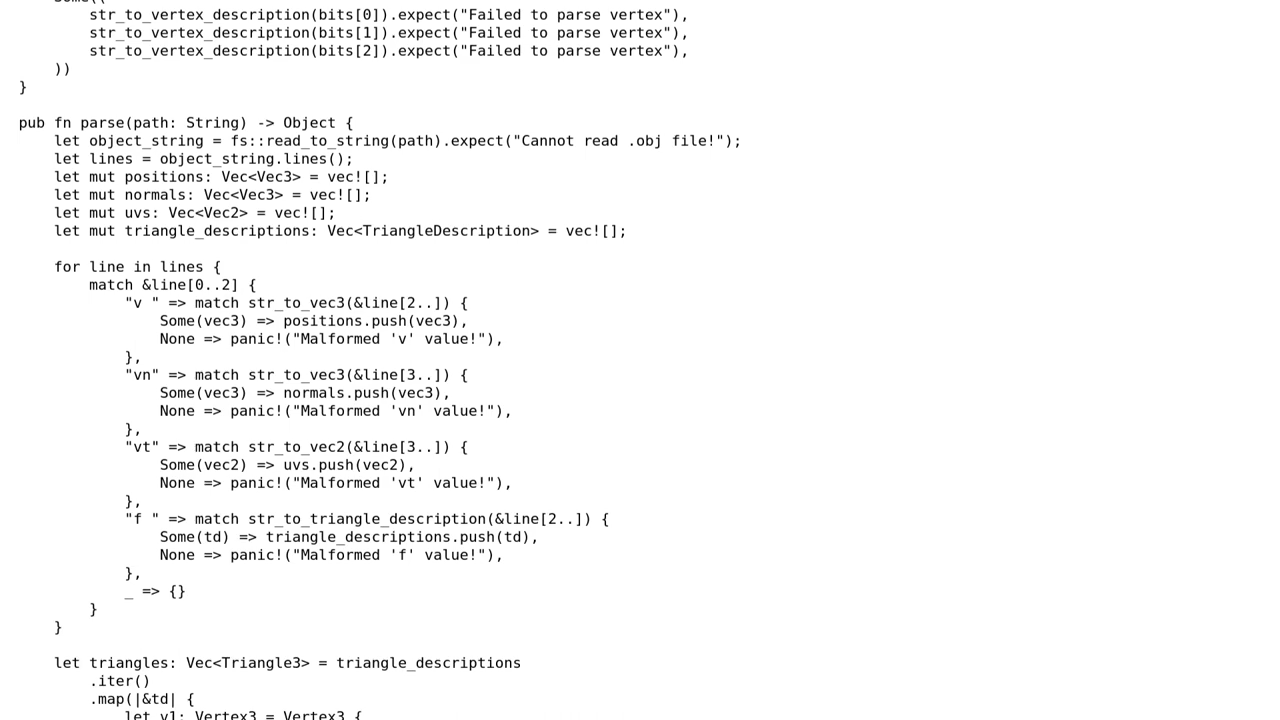 Some((
        str_to_vertex_description(bits[0]).expect("Failed to parse vertex"),
        str_to_vertex_description(bits[1]).expect("Failed to parse vertex"),
        str_to_vertex_description(bits[2]).expect("Failed to parse vertex"),
    ))
}

pub fn parse(path: String) -> Object {
    let object_string = fs::read_to_string(path).expect("Cannot read .obj file!");
    let lines = object_string.lines();
    let mut positions: Vec<Vec3> = vec![];
    let mut normals: Vec<Vec3> = vec![];
    let mut uvs: Vec<Vec2> = vec![];
    let mut triangle_descriptions: Vec<TriangleDescription> = vec![];

    for line in lines {
        match &line[0..2] {
            "v " => match str_to_vec3(&line[2..]) {
                Some(vec3) => positions.push(vec3),
                None => panic!("Malformed 'v' value!"),
            },
            "vn" => match str_to_vec3(&line[3..]) {
                Some(vec3) => normals.push(vec3),
                None => panic!("Malformed 'vn' value!"),
            },
            "vt" => match str_to_vec2(&line[3..]) {
                Some(vec2) => uvs.push(vec2),
                None => panic!("Malformed 'vt' value!"),
            },
            "f " => match str_to_triangle_description(&line[2..]) {
                Some(td) => triangle_descriptions.push(td),
                None => panic!("Malformed 'f' value!"),
            },
            _ => {}
        }
    }

    let triangles: Vec<Triangle3> = triangle_descriptions
        .iter()
        .map(|&td| {
            let v1: Vertex3 = Vertex3 {